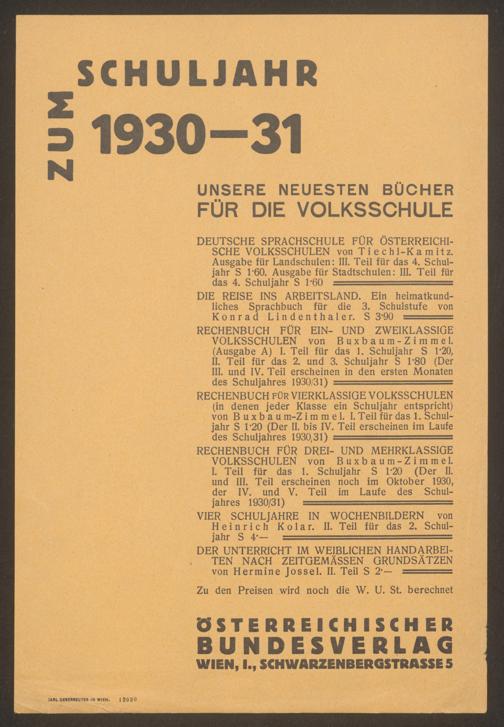 ZUM
SCHULJAHR
1930—31
UNSERE NEUESTEN BÜCHER
FÜR DIE VOLKSSCHULE
DEUTSCHE SPRACHSCHULE FÜR ÖSTERREICHI-
SCHE VOLKSSCHULEN von Tiechl-Kamitz.
Ausgabe für Landschulen: III. Teil für das 4. Schul-
jahr S 1·60. Ausgabe für Stadtschulen: III. Teil für
das 4. Schuljahr S 1·60
DIE REISE INS ARBEITSLAND. Ein heimatkund-
liches Sprachbuch für die 3. Schulstufe von
Konrad Lindenthaler. S 3·90
RECHENBUCH FÜR EIN- UND ZWEIKLASSIGE
VOLKSSCHULEN von Buxbaum-Zimmel.
(Ausgabe A) I. Teil für das 1. Schuljahr S 1·20,
II. Teil für das 2. und 3. Schuljahr S 1·80 (Der
III. und IV. Teil erscheinen in den ersten Monaten
des Schuljahres 1930/31)
RECHENBUCH FÜR VIERKLASSIGE VOLKSSCHULEN
(in denen jeder Klasse ein Schuljahr entspricht)
von Buxbaum-Zimmel. I. Teil für das 1. Schul-
jahr S 1·20 (Der II. bis IV. Teil erscheinen im Laufe
des Schuljahres 1930/31)
RECHENBUCH FÜR DREI- UND MEHRKLASSIGE
VOLKSSCHULEN von Buxbaum-Zimmel.
I. Teil für das 1. Schuljahr S 1·20 (Der II.
und III. Teil erscheinen noch im Oktober 1930,
der IV. und V. Teil im Laufe des Schul-
jahres 1930/31)
VIER SCHULJAHRE IN WOCHENBILDERN von
Heinrich Kolar. II. Teil für das 2. Schul-
jahr S 4·—
DER UNTERRICHT IM WEIBLICHEN HANDARBEI-
TEN NACH ZEITGEMÄSSEN GRUNDSÄTZEN
von Hermine Jossel. II. Teil S 2·—
Zu den Preisen wird noch die W. U. St. berechnet
ÖSTERREICHISCHER
BUNDESVERLAG
WIEN, I., SCHWARZENBERGSTRASSE 5
IN WIEN.